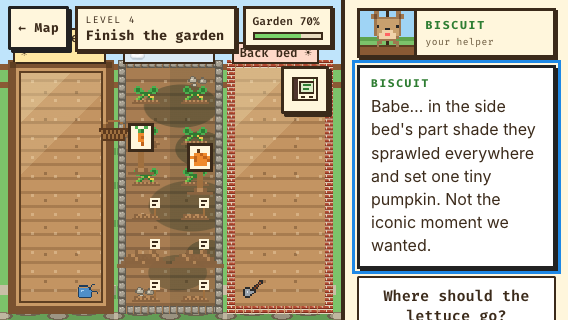 ← Map
LEVEL 4
Finish the garden
Garden 70%
Back bed ☀
BISCUIT
your helper
BISCUIT
Babe... in the side
bed's part shade they
sprawled everywhere
and set one tiny
pumpkin. Not the
iconic moment we
wanted.
Where should the
lettuce go?